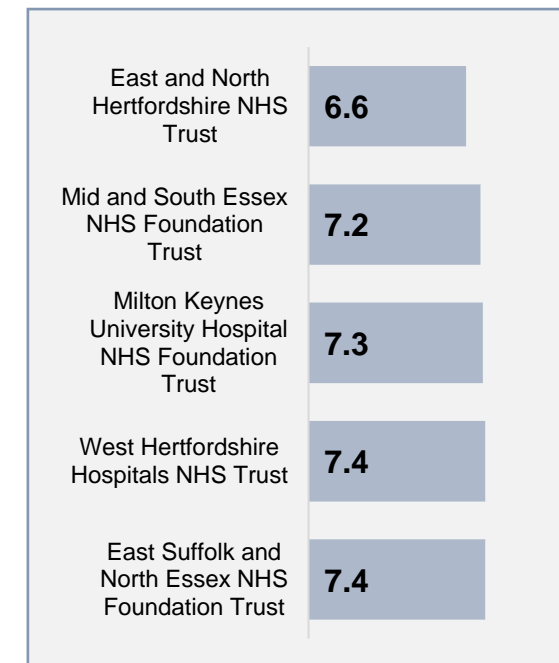 East and North
Hertfordshire NHS
Trust
6.6
Mid and South Essex
NHS Foundation
Trust
7.2
Milton Keynes
University Hospital
NHS Foundation
Trust
7.3
West Hertfordshire
Hospitals NHS Trust
7.4
East Suffolk and
North Essex NHS
Foundation Trust
7.4